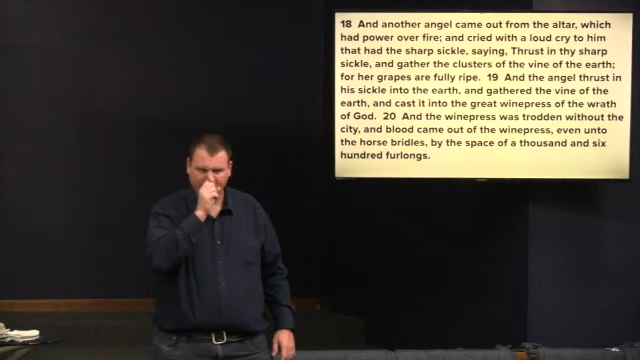 18 And another angel came out from the altar, which
had power over fire; and cried with a loud cry to him
that had the sharp sickle, saying, Thrust in thy sharp
sickle, and gather the clusters of the vine of the earth;
for her grapes are fully ripe. 19 And the angel thrust in
his sickle into the earth, and gathered the vine of the
earth, and cast it into the great winepress of the wrath
of God. 20 And the winepress was trodden without the
city, and blood came out of the winepress, even unto
the horse bridles, by the space of a thousand and six
hundred furlongs.